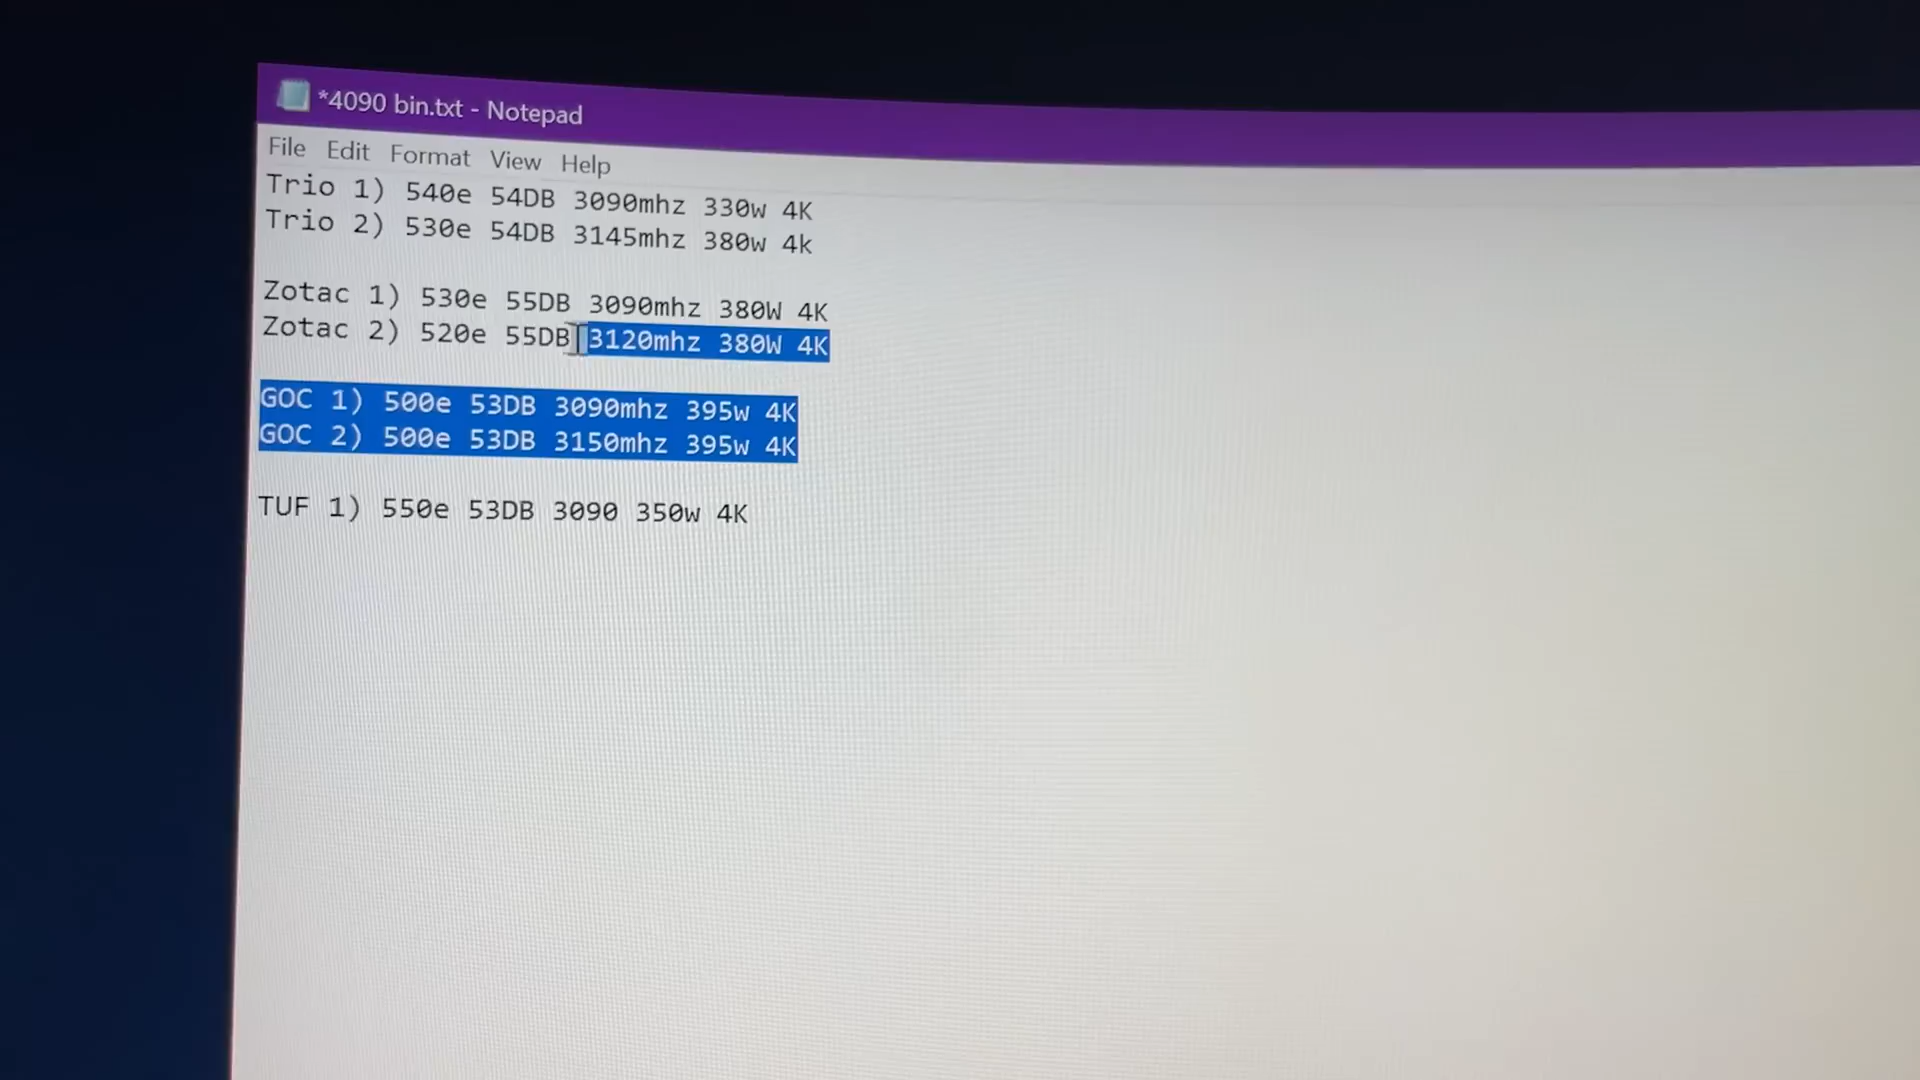 *4090 bin.txt - Notepad
File Edit Format View Help
Trio 1) 540e 54DB 3090mhz 330w 4K
Trio 2) 530e 54DB 3145mhz 380w 4k
Zotac 1) 530e 55DB 3090mhz 380W 4K
Zotac 2) 520e 55DB 3120mhz 380W 4K
GOC 1) 500e 53DB 3090mhz 395w 4K
GOC 2) 500e 53DB 3150mhz 395w 4K
TUF 1) 550e 53DB 3090 350w 4K